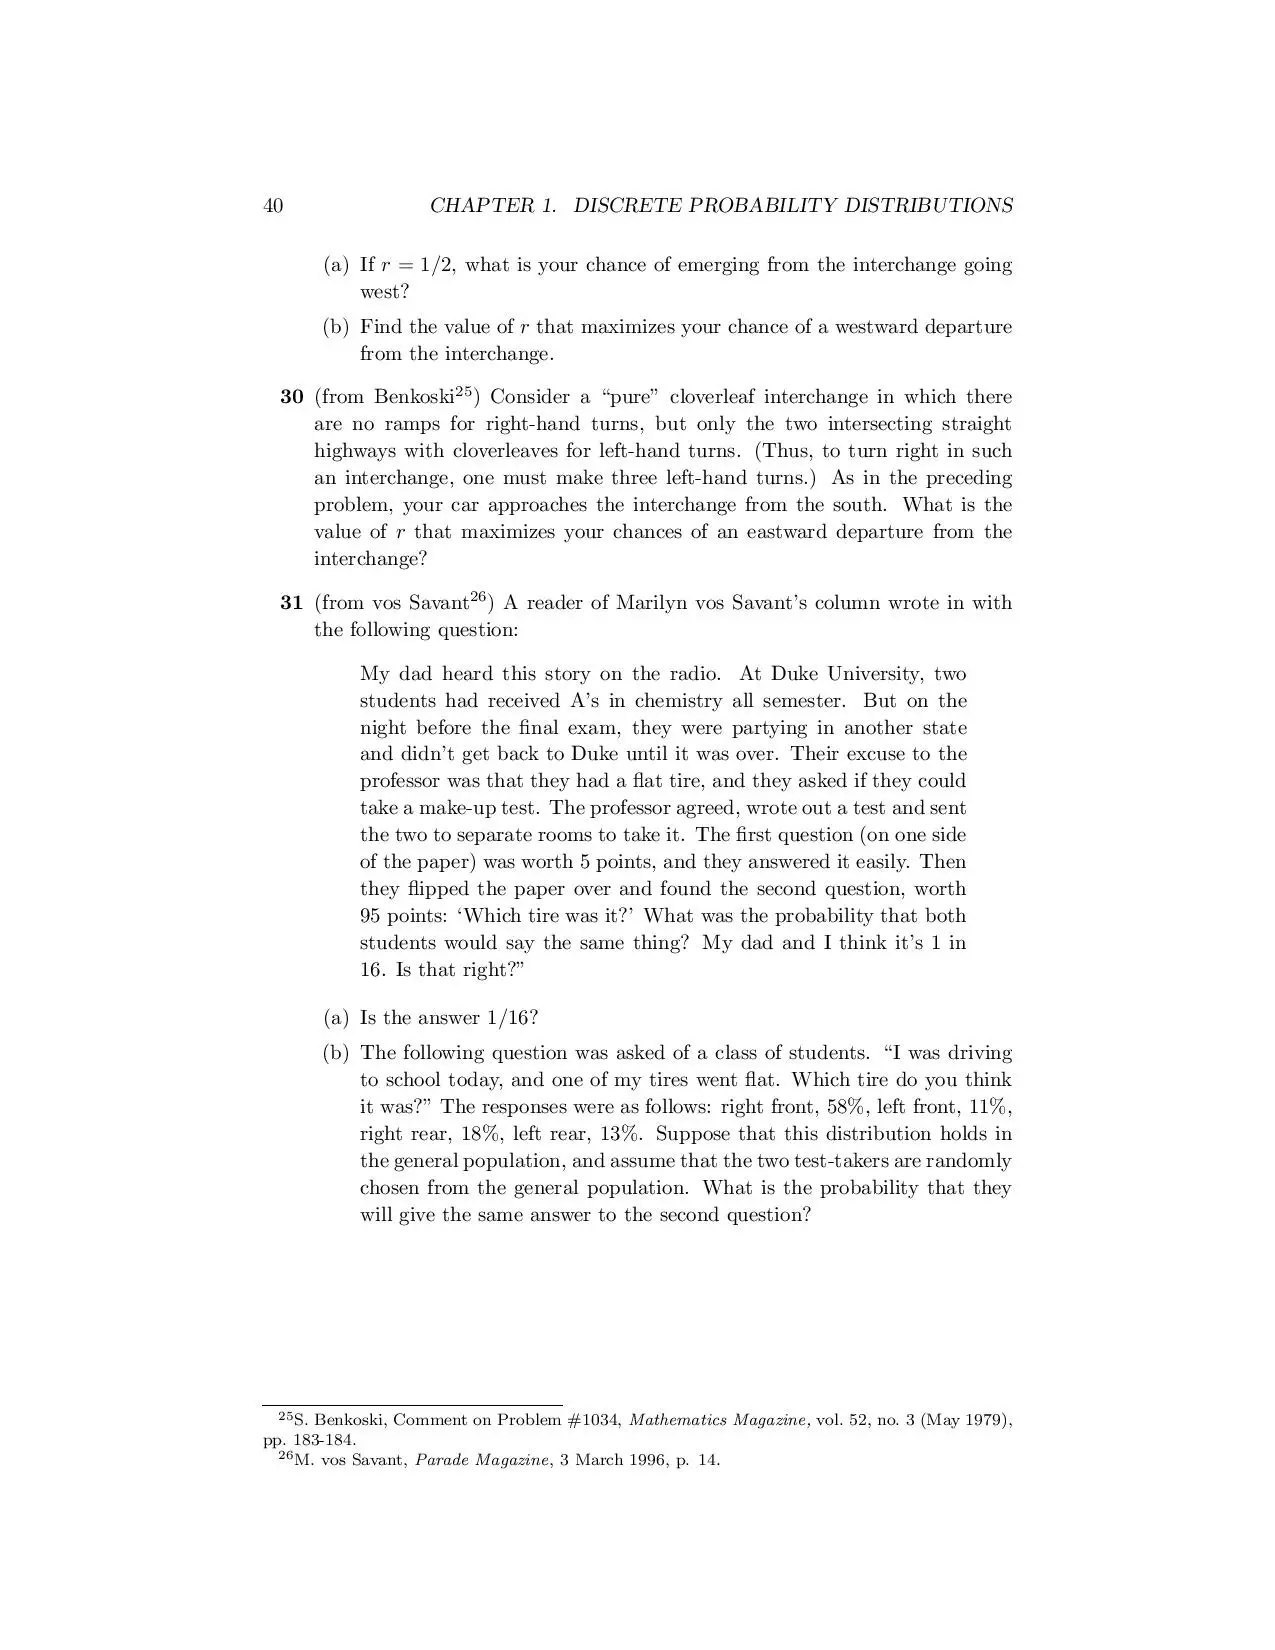 40 CHAPTER 1. DISCRETE PROBABILITY DISTRIBUTIONS
(a) If r = 1/2, what is your chance of emerging from the interchange going
west?
(b) Find the value of r that maximizes your chance of a westward departure
from the interchange.
30 (from Benkoski²⁵) Consider a “pure” cloverleaf interchange in which there
are no ramps for right-hand turns, but only the two intersecting straight
highways with cloverleaves for left-hand turns. (Thus, to turn right in such
an interchange, one must make three left-hand turns.) As in the preceding
problem, your car approaches the interchange from the south. What is the
value of r that maximizes your chances of an eastward departure from the
interchange?
31 (from vos Savant²⁶) A reader of Marilyn vos Savant’s column wrote in with
the following question:
My dad heard this story on the radio. At Duke University, two
students had received A’s in chemistry all semester. But on the
night before the final exam, they were partying in another state
and didn’t get back to Duke until it was over. Their excuse to the
professor was that they had a flat tire, and they asked if they could
take a make-up test. The professor agreed, wrote out a test and sent
the two to separate rooms to take it. The first question (on one side
of the paper) was worth 5 points, and they answered it easily. Then
they flipped the paper over and found the second question, worth
95 points: ‘Which tire was it?’ What was the probability that both
students would say the same thing? My dad and I think it’s 1 in
16. Is that right?”
(a) Is the answer 1/16?
(b) The following question was asked of a class of students. “I was driving
to school today, and one of my tires went flat. Which tire do you think
it was?” The responses were as follows: right front, 58%, left front, 11%,
right rear, 18%, left rear, 13%. Suppose that this distribution holds in
the general population, and assume that the two test-takers are randomly
chosen from the general population. What is the probability that they
will give the same answer to the second question?
²⁵S. Benkoski, Comment on Problem #1034, Mathematics Magazine, vol. 52, no. 3 (May 1979),
pp. 183-184.
²⁶M. vos Savant, Parade Magazine, 3 March 1996, p. 14.